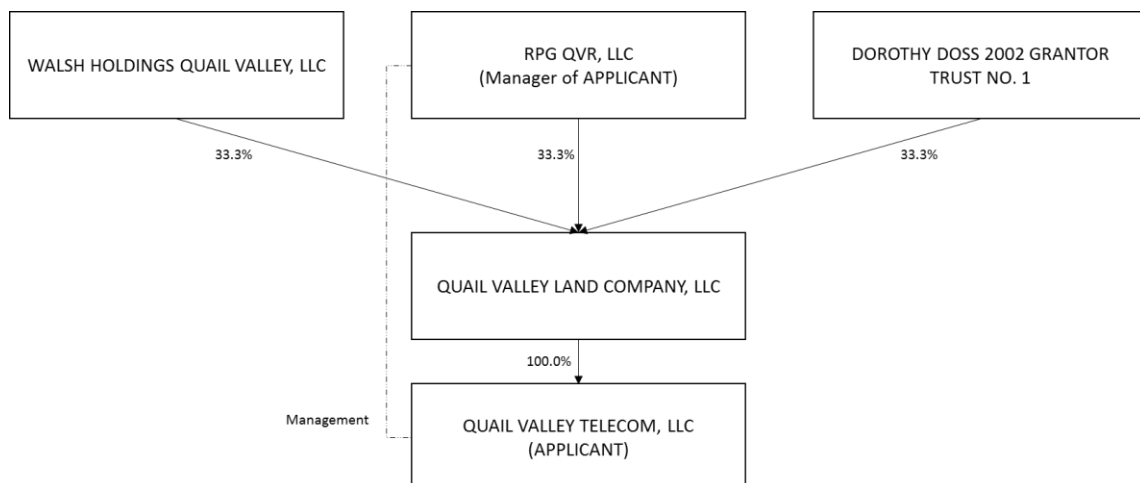 WALSH HOLDINGS QUAIL VALLEY, LLC
RPG QVR, LLC
(Manager of APPLICANT)
DOROTHY DOSS 2002 GRANTOR
TRUST NO. 1
33.3%
33.3%
33.3%
QUAIL VALLEY LAND COMPANY, LLC
100.0%
Management
QUAIL VALLEY TELECOM, LLC
(APPLICANT)